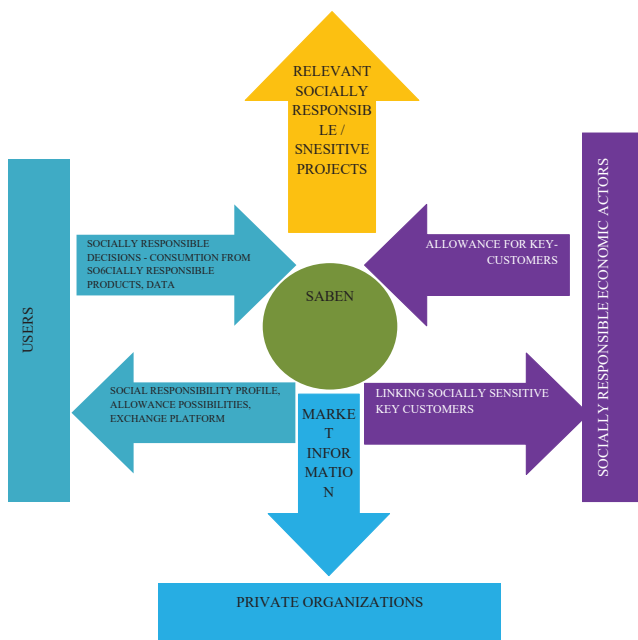 RELEVANT
SOCIALLY
RESPONSIB
LE /
SNESITIVE
PROJECTS
USERS
SOCIALLY RESPONSIBLE
DECISIONS - CONSUMTION FROM
SO6CIALLY RESPONSIBLE
PRODUCTS, DATA
ALLOWANCE FOR KEY-
CUSTOMERS
SOCIALLY RESPONSIBLE ECONOMIC ACTORS
SABEN
SOCIAL RESPONSIBILITY PROFILE,
ALLOWANCE POSSIBILITIES,
EXCHANGE PLATFORM
MARKE
T
INFOR
MATIO
N
LINKING SOCIALLY SENSITIVE
KEY CUSTOMERS
PRIVATE ORGANIZATIONS